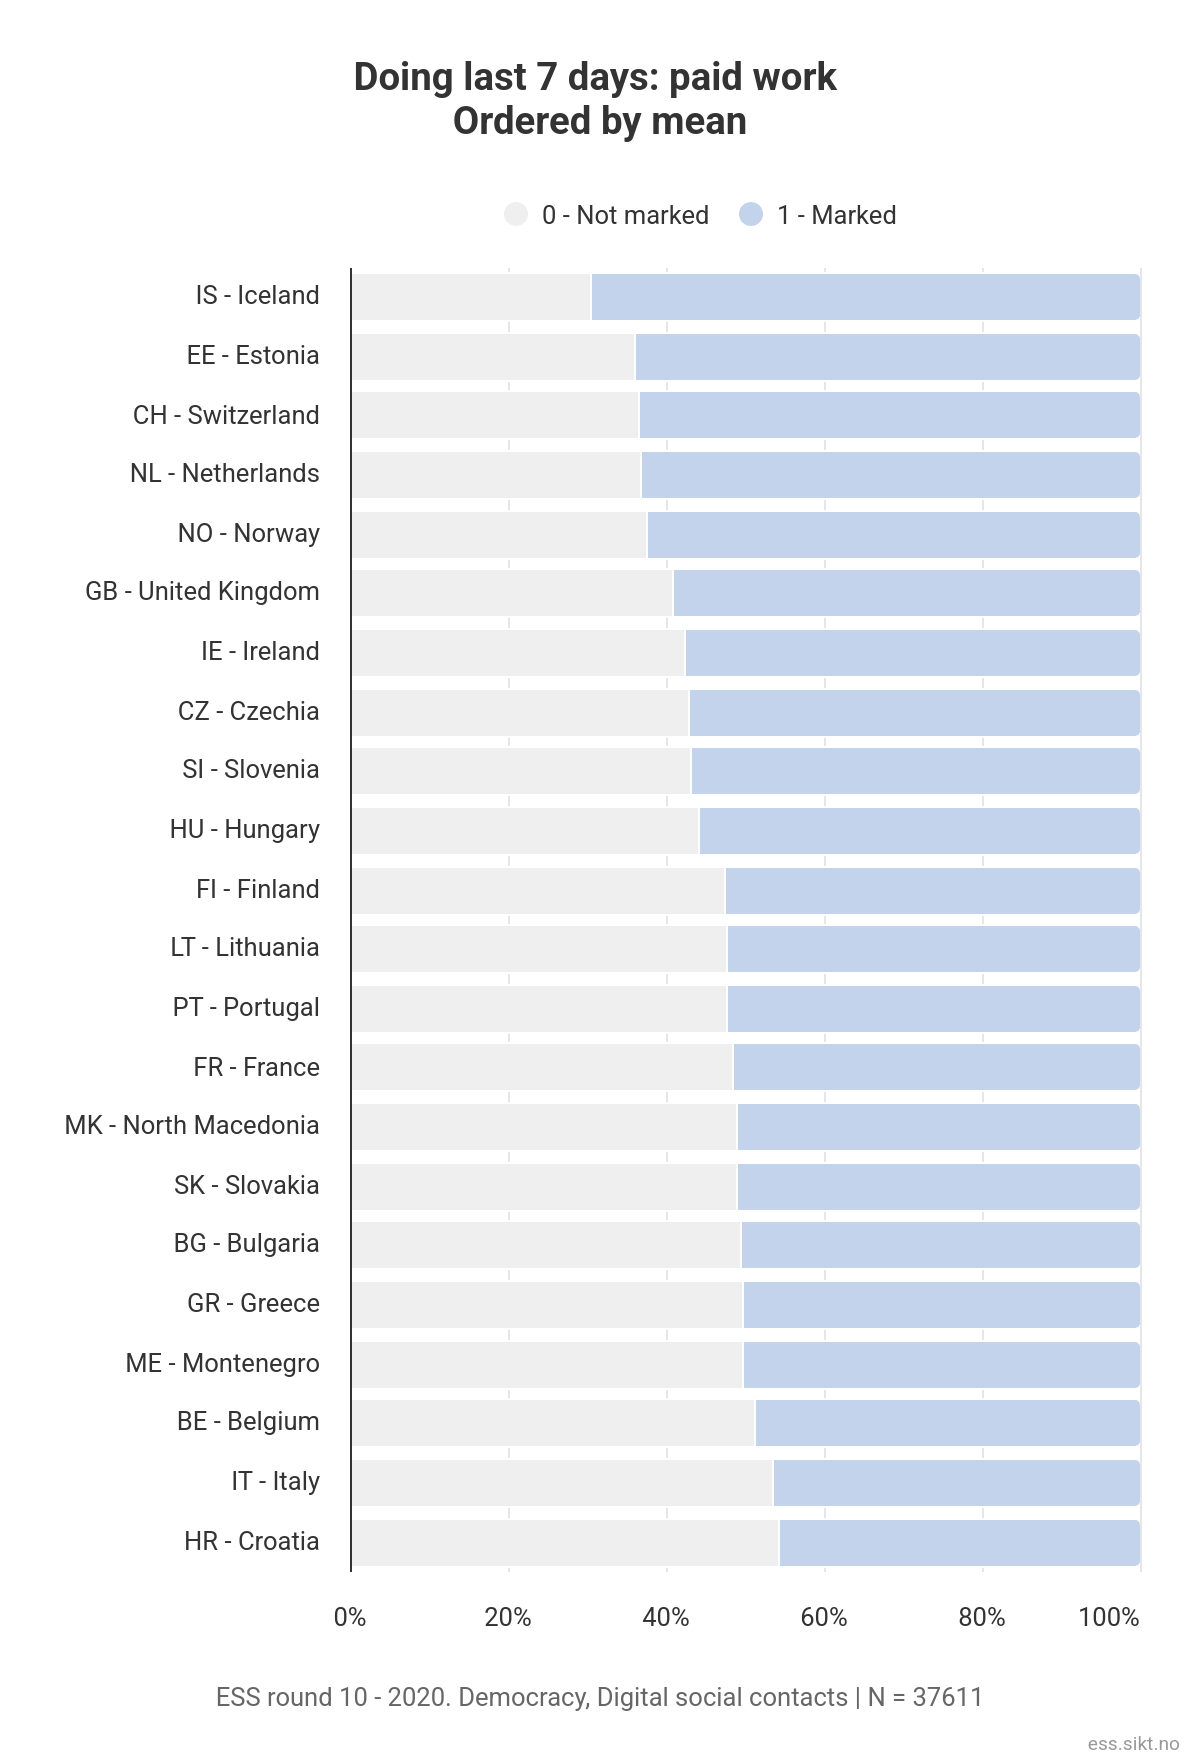 Doing last 7 days: paid work
Ordered by mean
0 - Not marked
1 - Marked
IS - Iceland
EE - Estonia
CH - Switzerland
NL - Netherlands
NO - Norway
GB - United Kingdom
IE - Ireland
CZ - Czechia
SI - Slovenia
HU - Hungary
FI - Finland
LT - Lithuania
PT - Portugal
FR - France
MK - North Macedonia
SK - Slovakia
BG - Bulgaria
GR - Greece
ME - Montenegro
BE - Belgium
IT - Italy
HR - Croatia
0% 20% 40% 60% 80% 100%
ESS round 10 - 2020. Democracy, Digital social contacts | N = 37611
ess.sikt.no